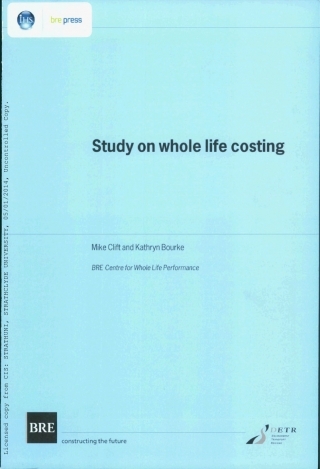 IHS
brepress
Study on whole life costing
Mike Clift and Kathryn Bourke
BRE Centre for Whole Life Performance
BRE
constructing the future
DETR
Licensed copy from CIS: STRATHUNI, STRATHCLYDE UNIVERSITY, 05/01/2014, Uncontrolled Copy.